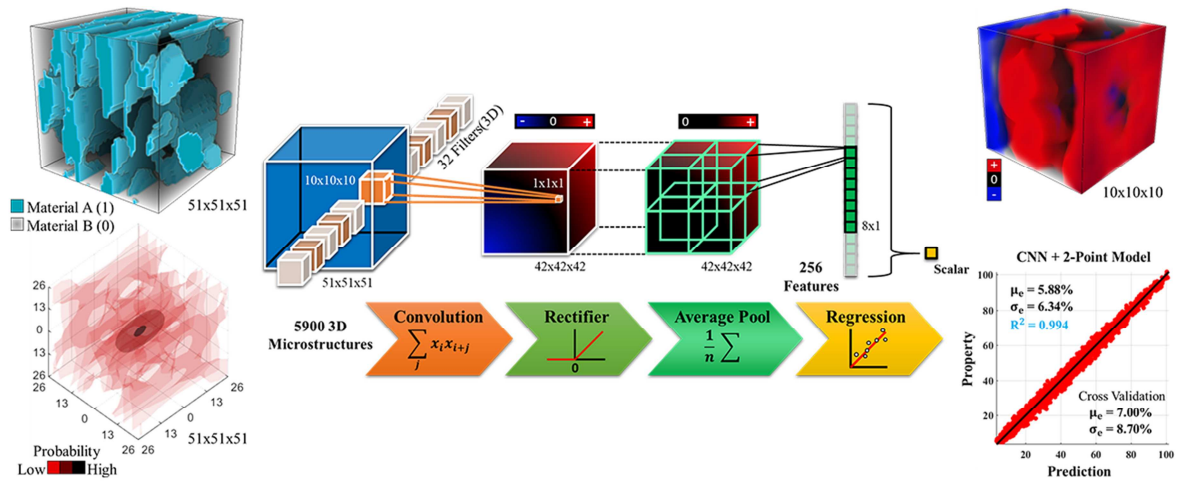 51x51x51
Material A (1)
Material B (0)
26
13
0
13
26
26
13
0
13
26
26
13
0
13
26
51x51x51
Probability
Low
High
32 Filters(3D)
10x10x10
51x51x51
- 0 +
1x1x1
42x42x42
0 +
42x42x42
8x1
256
Features
Scalar
5900 3D
Microstructures
Convolution
∑ x_i x_{i+j}
j
Rectifier
0
Average Pool
1/n ∑
Regression
+
0
-
10x10x10
CNN + 2-Point Model
100
80
60
40
20
Property
μe = 5.88%
σe = 6.34%
R² = 0.994
Cross Validation
μe = 7.00%
σe = 8.70%
20 40 60 80 100
Prediction